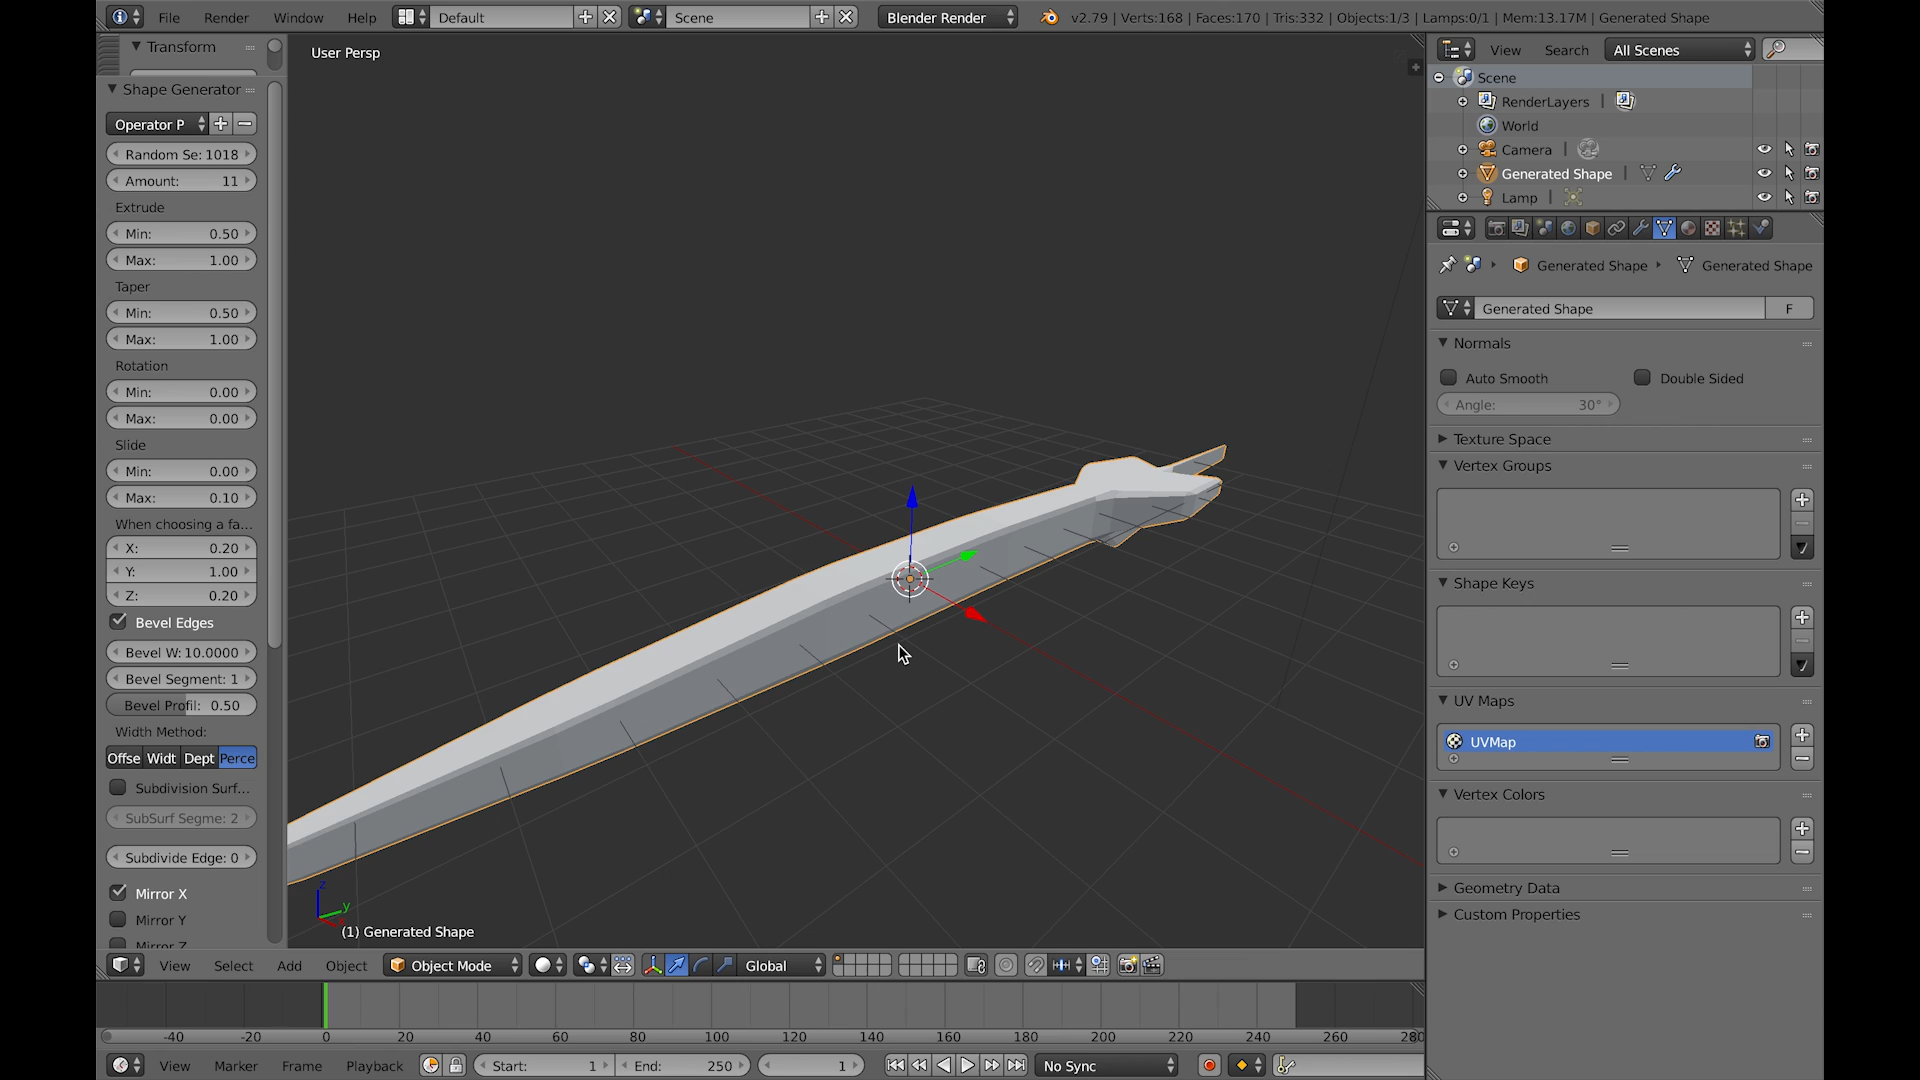 File Render Window Help Default Scene Blender Render v2.79 | Verts:168 | Faces:170 | Tris:332 | Objects:1/3 | Lamps:0/1 | Mem:13.17M | Generated Shape
Transform
Shape Generator
Operator P
Random Se: 1018
Amount: 11
Extrude
Min: 0.50
Max: 1.00
Taper
Min: 0.50
Max: 1.00
Rotation
Min: 0.00
Max: 0.00
Slide
Min: 0.00
Max: 0.10
When choosing a fa...
X: 0.20
Y: 1.00
Z: 0.20
Bevel Edges
Bevel W: 10.0000
Bevel Segment: 1
Bevel Profil: 0.50
Width Method:
Offse Widt Dept Perce
Subdivision Surf...
SubSurf Segme: 2
Subdivide Edge: 0
Mirror X
Mirror Y
Mirror Z
User Persp
z
y
x
(1) Generated Shape
View Search All Scenes
Scene
RenderLayers
World
Camera
Generated Shape
Lamp
Generated Shape Generated Shape
Generated Shape F
Normals
Auto Smooth Double Sided
Angle: 30°
Texture Space
Vertex Groups
Shape Keys
UV Maps
UVMap
Vertex Colors
Geometry Data
Custom Properties
View Select Add Object Object Mode Global
-40 -20 0 20 40 60 80 100 120 140 160 180 200 220 240 260 280
View Marker Frame Playback Start: 1 End: 250 1 No Sync